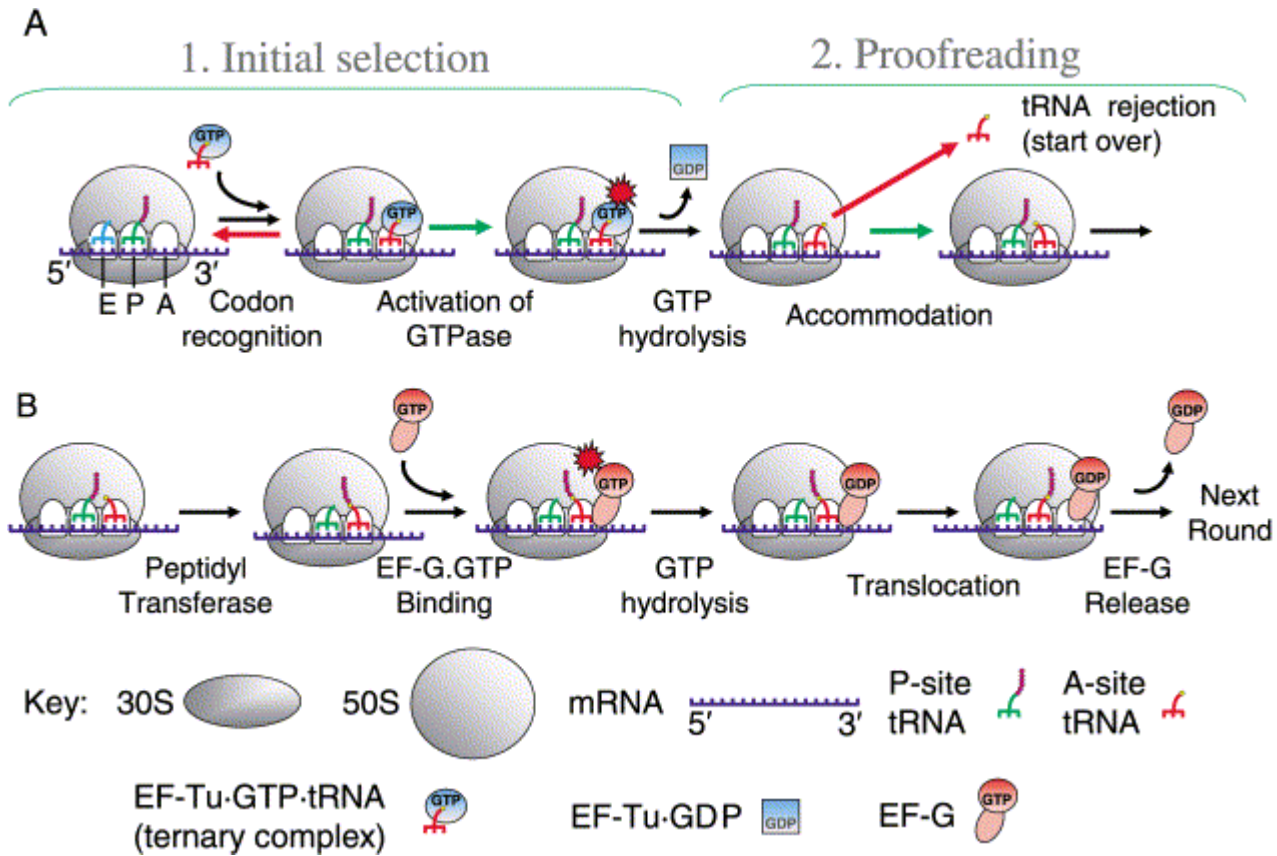 A
1. Initial selection
2. Proofreading
tRNA rejection
(start over)
GTP
GTP
GTP
GDP
5′
3′
E P A
Codon
recognition
Activation of
GTPase
GTP
hydrolysis
Accommodation
B
GTP
GTP
GDP
GDP
GDP
Peptidyl
Transferase
EF-G.GTP
Binding
GTP
hydrolysis
Translocation
EF-G
Release
Next
Round
Key:
30S
50S
mRNA
5′
3′
P-site
tRNA
A-site
tRNA
EF-Tu·GTP·tRNA
(ternary complex)
GTP
EF-Tu·GDP
GDP
EF-G
GTP